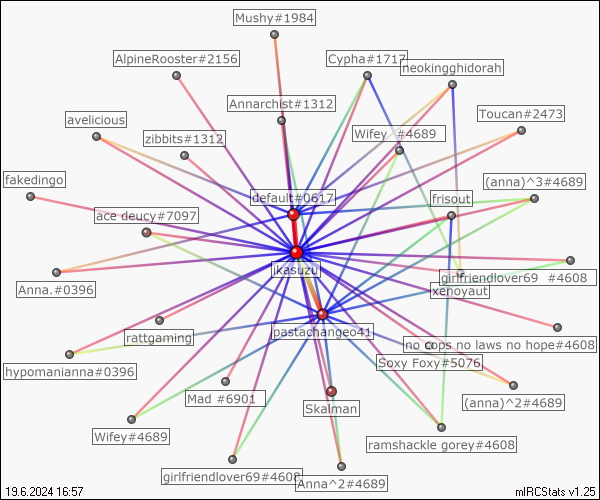 Mushy#1984
AlpineRooster#2156
Cypha#1717
neokingghidorah
Annarchist#1312
Toucan#2473
avelicious
Wifey  #4689
zibbits#1312
fakedingo
(anna)^3#4689
default#0617
frisout
ace deucy#7097
ikasuzu
girlfriendlover69  #4608
Anna.#0396
xenoyaut
pastachangeo41
rattgaming
no cops no laws no hope#4608
Soxy Foxy#5076
hypomanianna#0396
Mad #6901
(anna)^2#4689
Skalman
Wifey#4689
ramshackle gorey#4608
girlfriendlover69#4608
Anna^2#4689
19.6.2024 16:57
mIRCStats v1.25